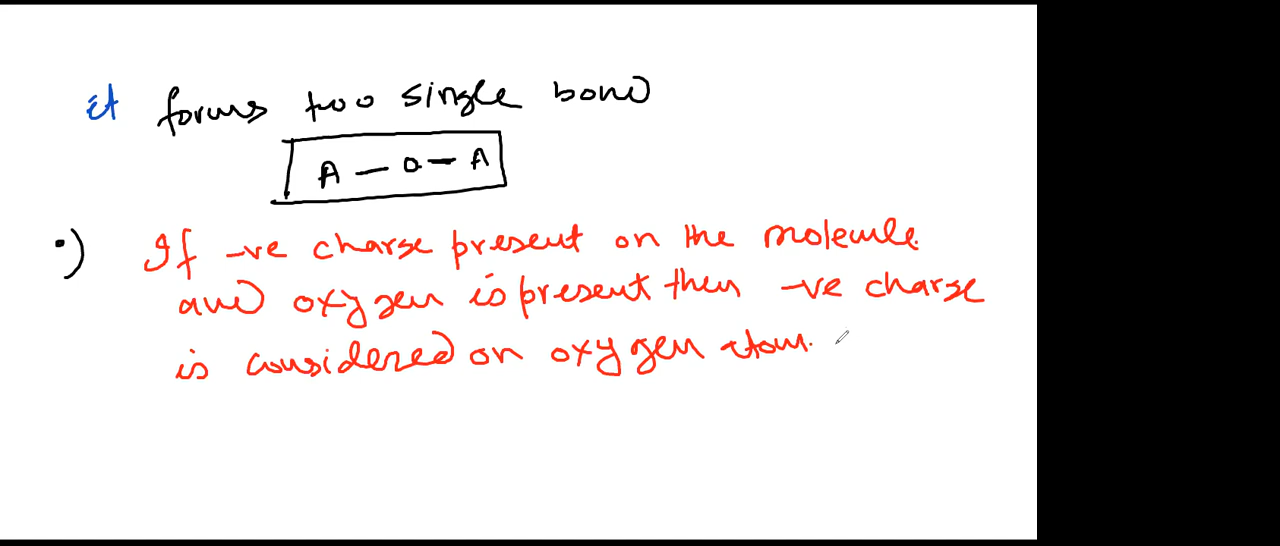 it forms two single bond
A - O - A
•) If -ve charge present on the molecule
and oxygen is present then -ve charge
is considered on oxygen atom.